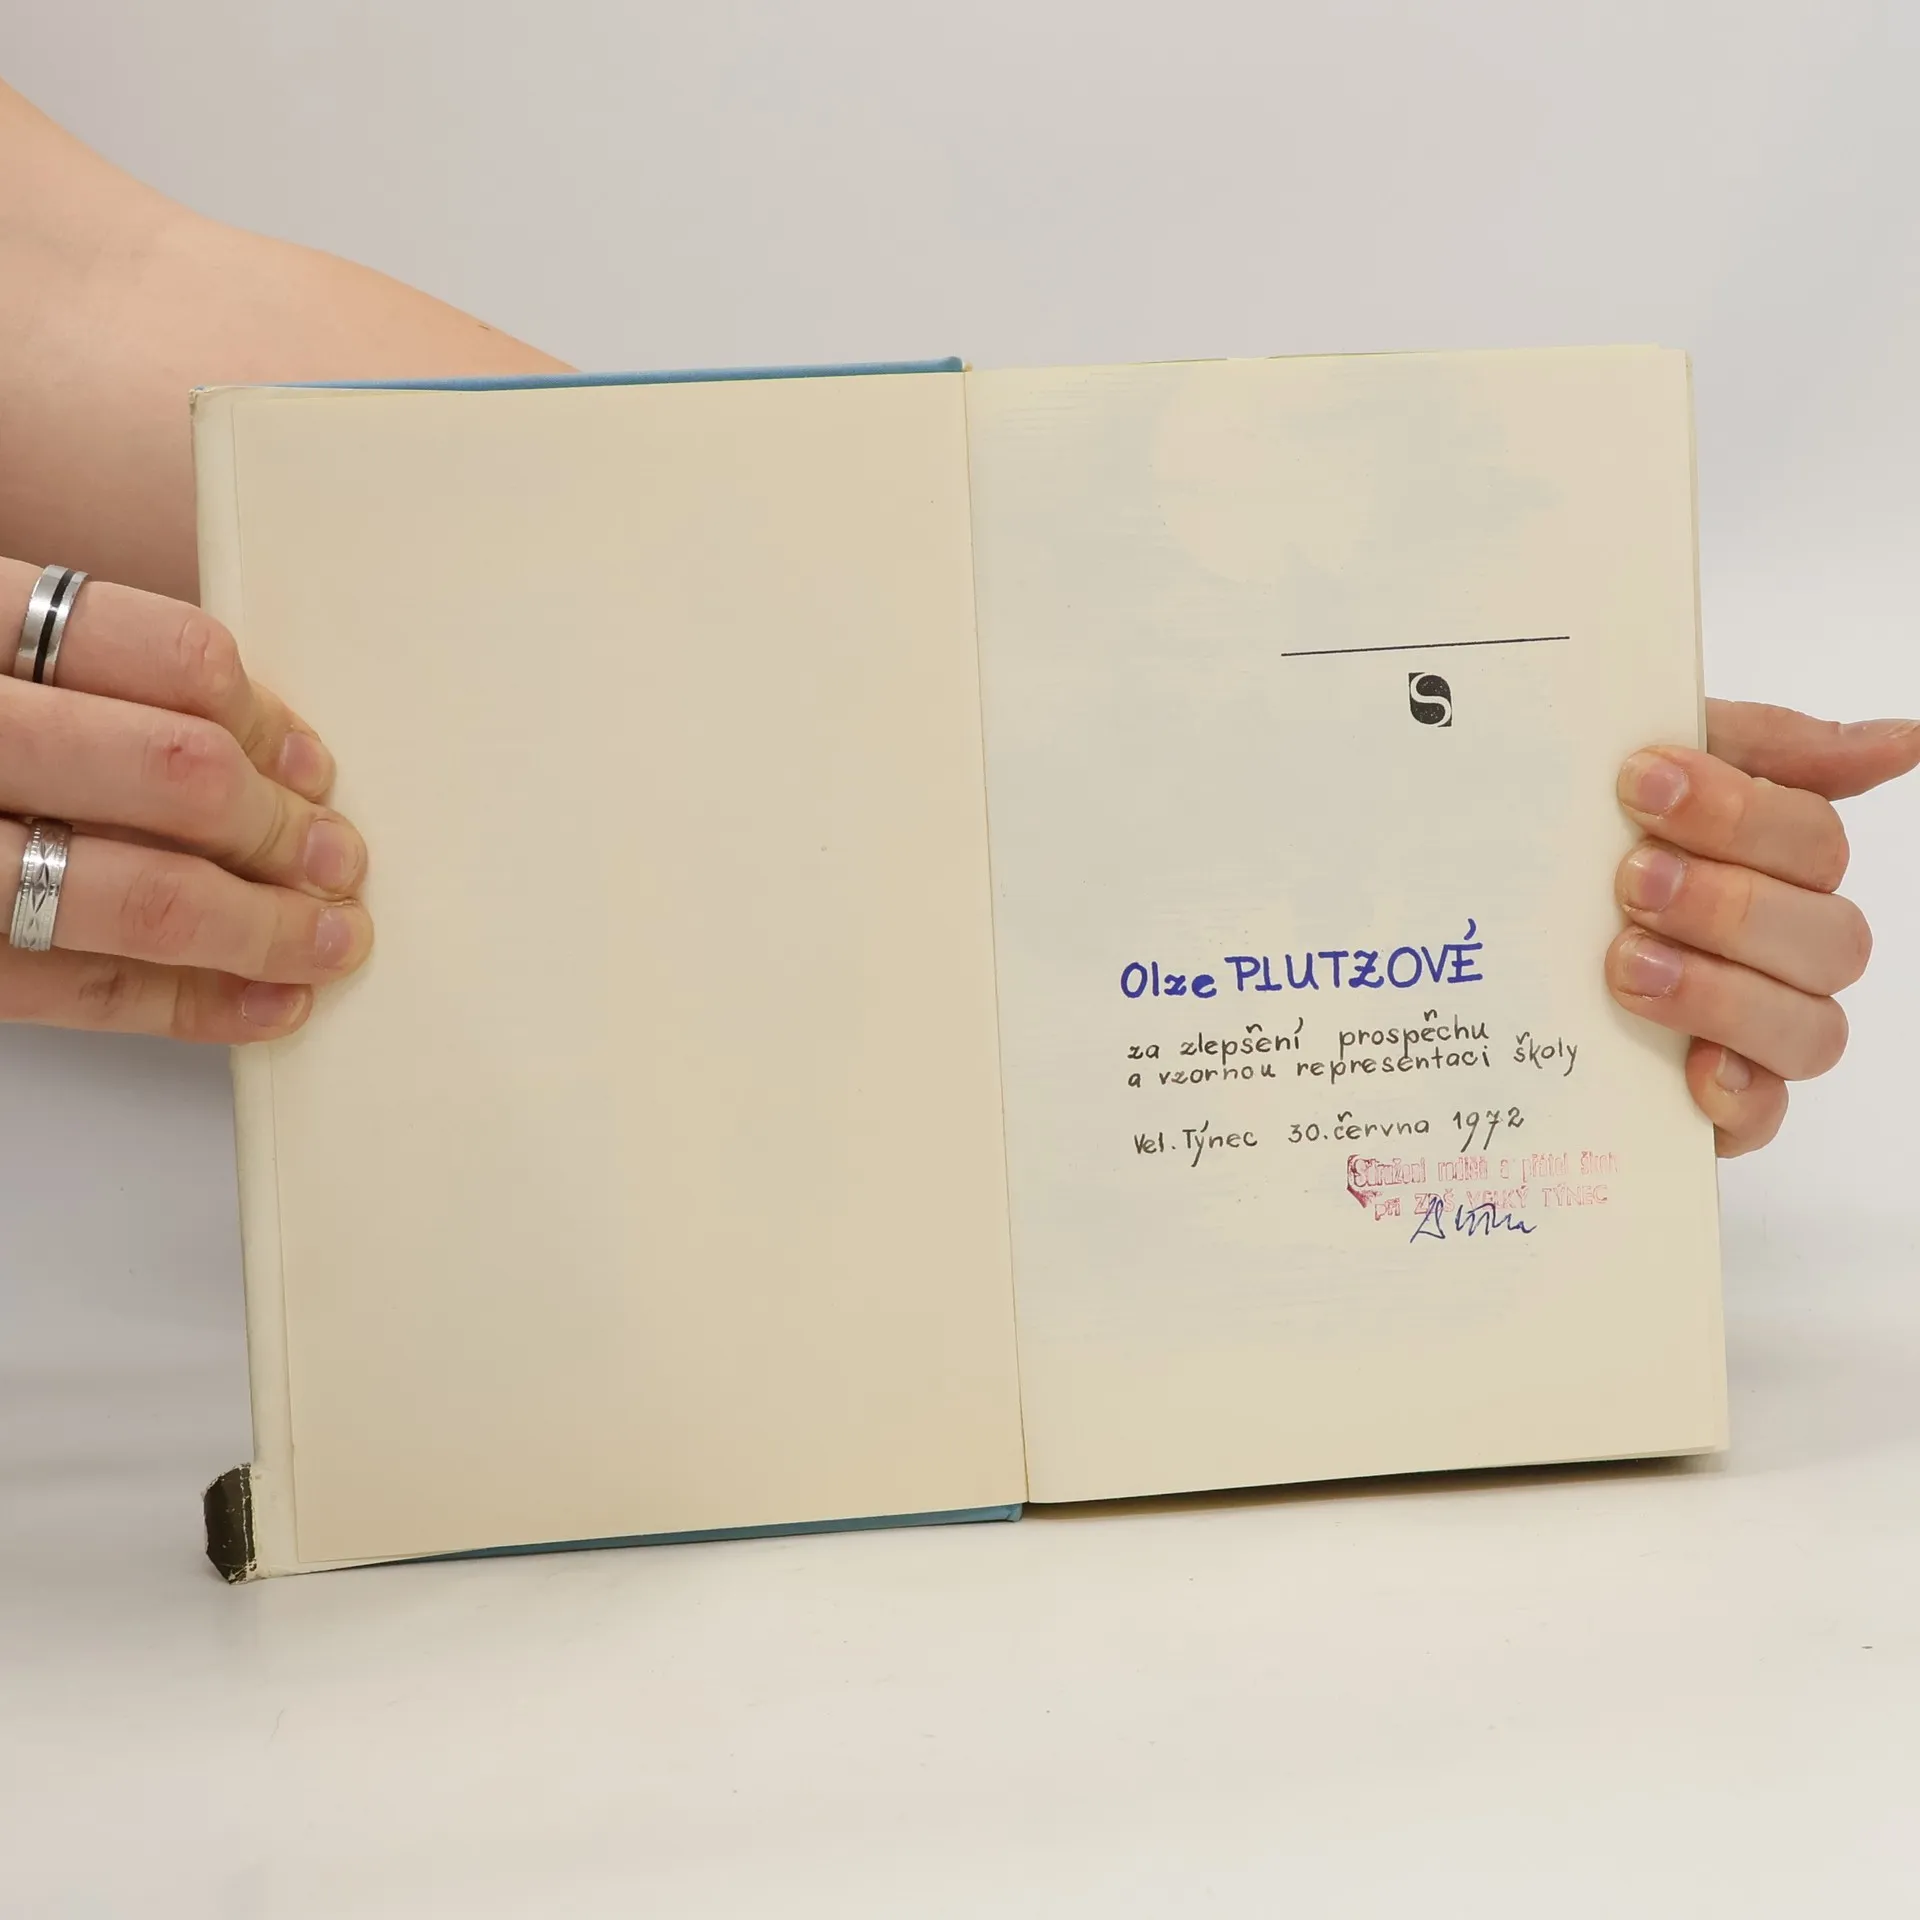 S
Olze PLUTZOVÉ
za zlepšení prospěchu
a vzornou representaci školy
Vel. Týnec 30. června 1972
Sdružení rodičů a přátel školy
při ZDŠ VELKÝ TÝNEC